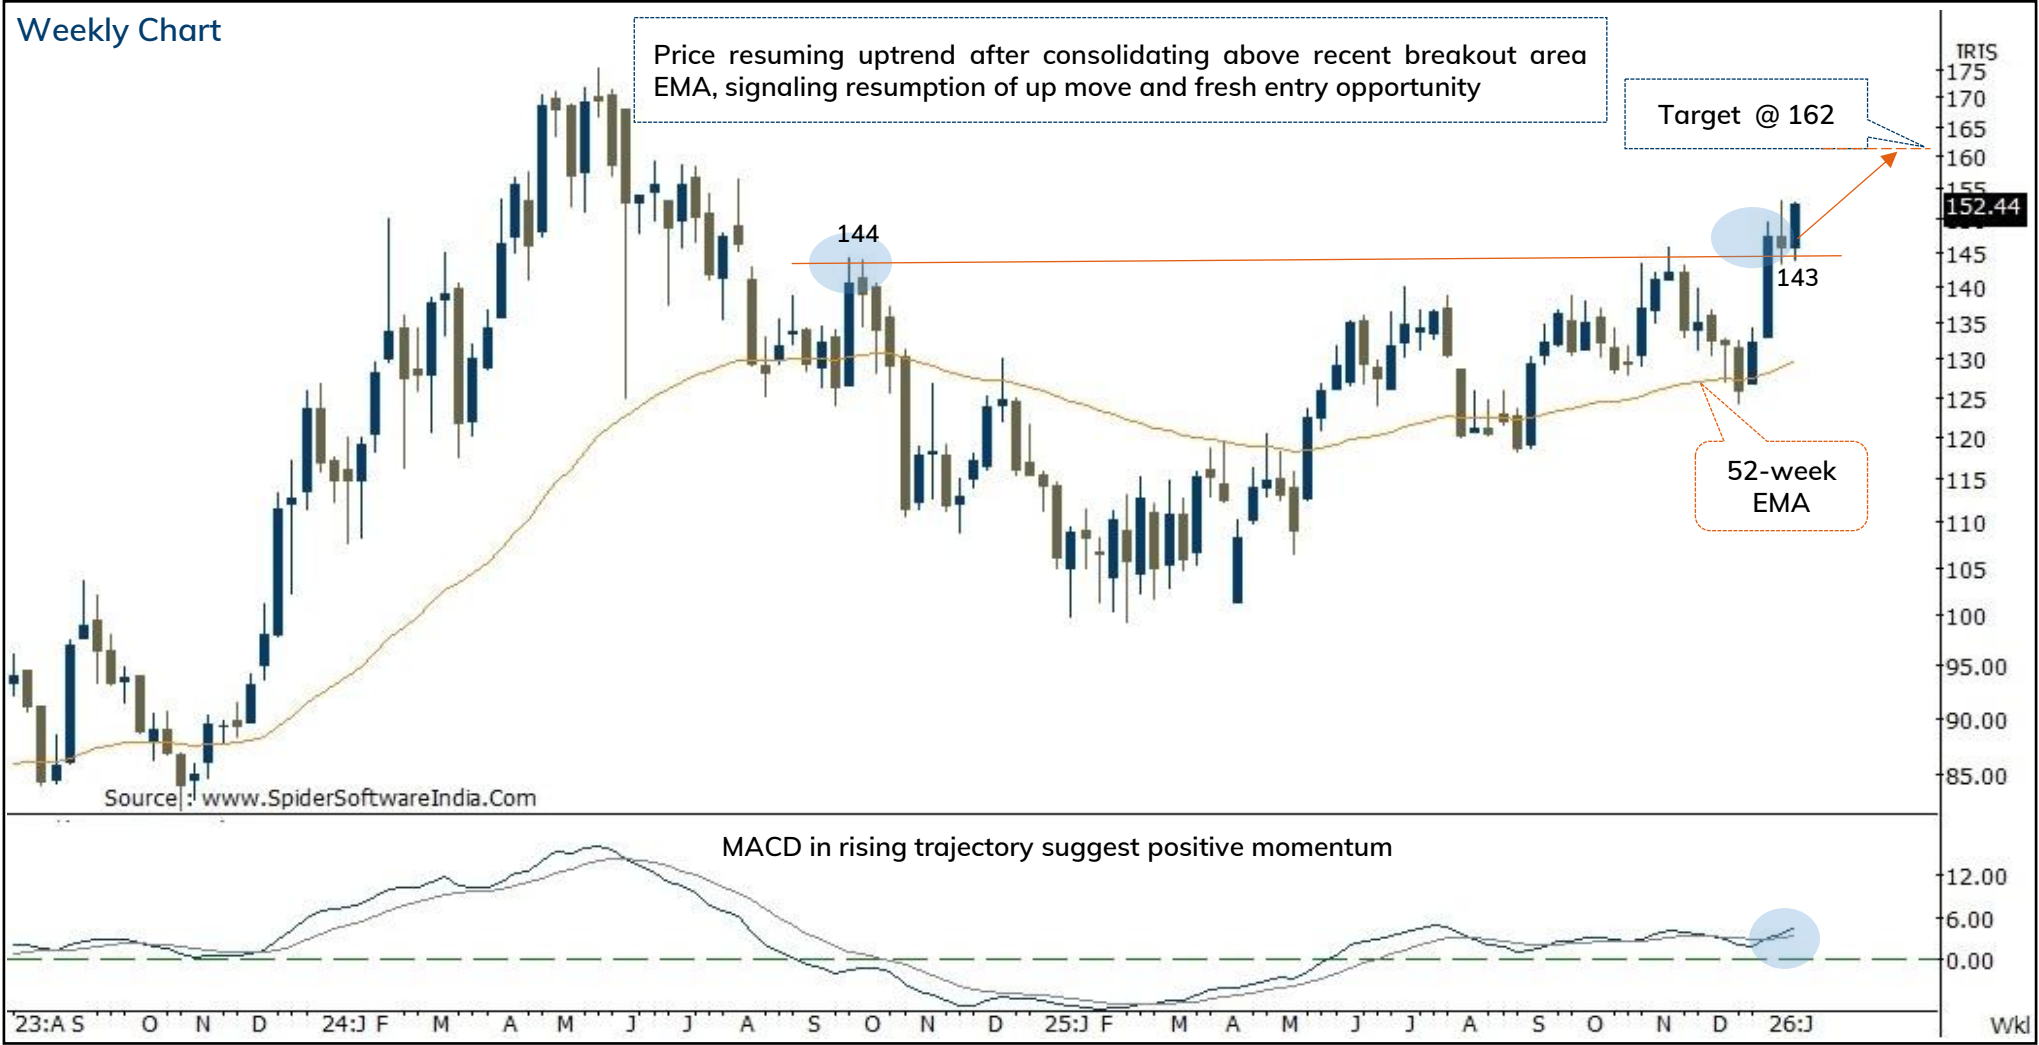 Weekly Chart
Price resuming uptrend after consolidating above recent breakout area
EMA, signaling resumption of up move and fresh entry opportunity
Target @ 162
IRIS
175
170
165
160
155
152.44
145
140
135
130
125
120
115
110
105
100
95.00
90.00
85.00
144
143
52-week
EMA
Source : www.SpiderSoftwareIndia.Com
MACD in rising trajectory suggest positive momentum
12.00
6.00
0.00
23:A S O N D 24:J F M A M J J A S O N D 25:J F M A M J J A S O N D 26:J Wkl